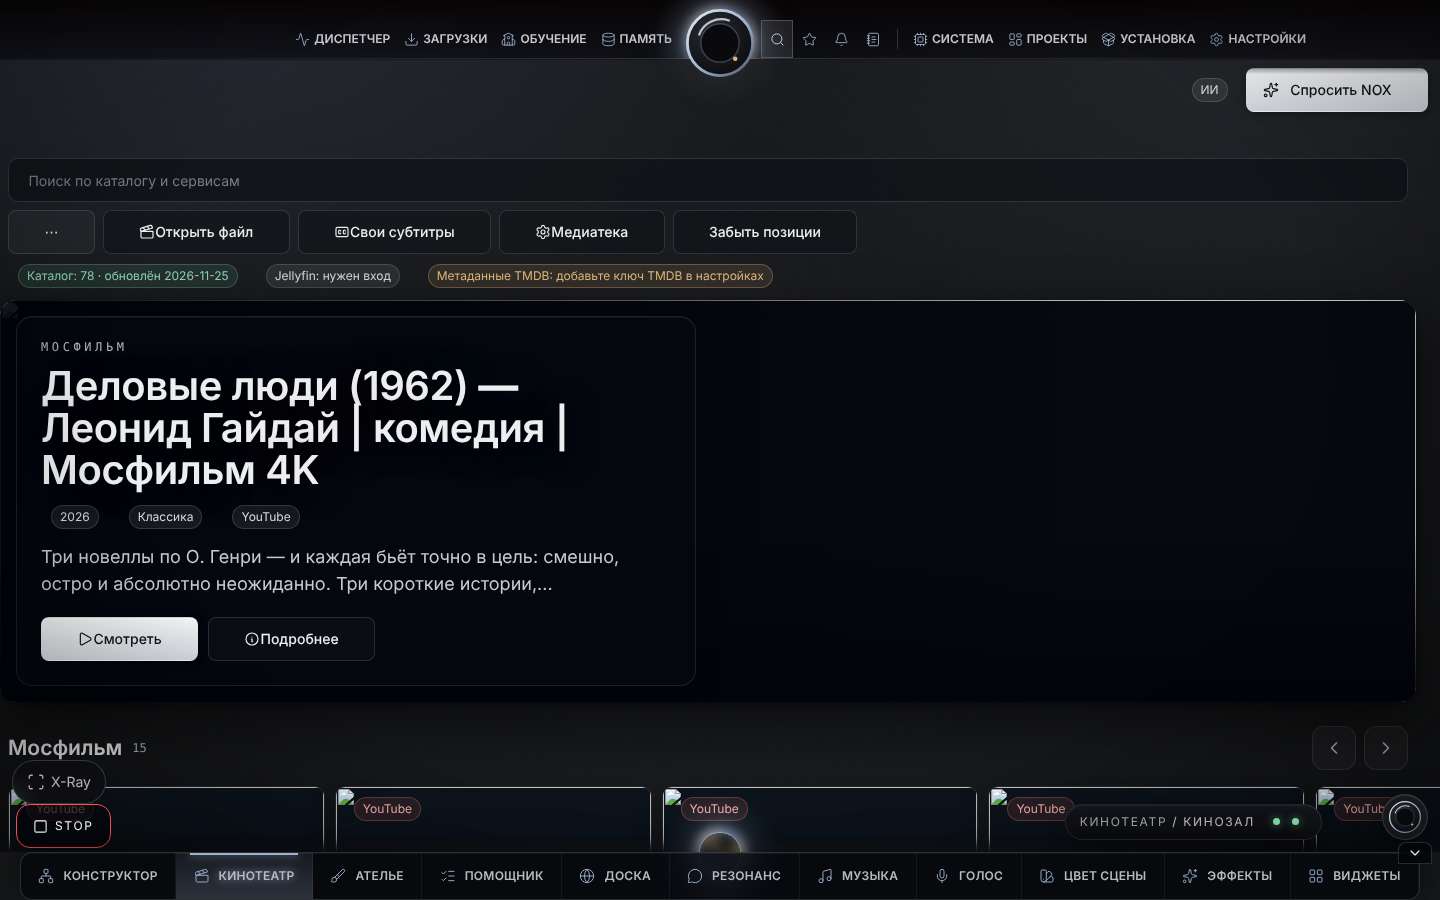 ДИСПЕТЧЕР ЗАГРУЗКИ ОБУЧЕНИЕ ПАМЯТЬ СИСТЕМА ПРОЕКТЫ УСТАНОВКА НАСТРОЙКИ
ИИ Спросить NOX
Поиск по каталогу и сервисам
... Открыть файл Свои субтитры Медиатека Забыть позиции
Каталог: 78 · обновлён 2026-11-25 Jellyfin: нужен вход Метаданные TMDB: добавьте ключ TMDB в настройках
МОСФИЛЬМ
Деловые люди (1962) —
Леонид Гайдай | комедия |
Мосфильм 4K
2026 Классика YouTube
Три новеллы по О. Генри — и каждая бьёт точно в цель: смешно,
остро и абсолютно неожиданно. Три короткие истории,...
Смотреть Подробнее
Мосфильм 15
X-Ray
YouTube YouTube YouTube YouTube YouTube
STOP КИНОТЕАТР / КИНОЗАЛ
КОНСТРУКТОР КИНОТЕАТР АТЕЛЬЕ ПОМОЩНИК ДОСКА РЕЗОНАНС МУЗЫКА ГОЛОС ЦВЕТ СЦЕНЫ ЭФФЕКТЫ ВИДЖЕТЫ